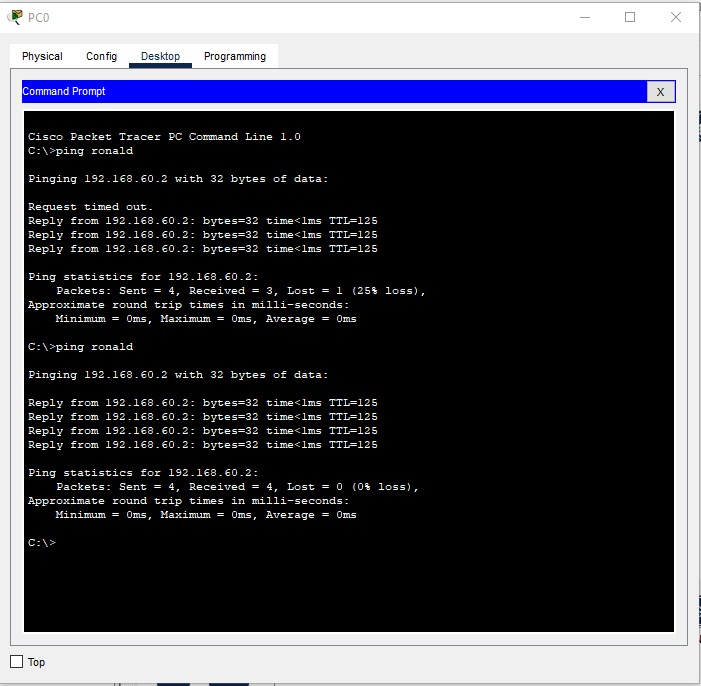 PC0
Physical Config Desktop Programming
Command Prompt
X
Cisco Packet Tracer PC Command Line 1.0
C:\>ping ronald
Pinging 192.168.60.2 with 32 bytes of data:
Request timed out.
Reply from 192.168.60.2: bytes=32 time<1ms TTL=125
Reply from 192.168.60.2: bytes=32 time<1ms TTL=125
Reply from 192.168.60.2: bytes=32 time<1ms TTL=125
Ping statistics for 192.168.60.2:
    Packets: Sent = 4, Received = 3, Lost = 1 (25% loss),
Approximate round trip times in milli-seconds:
    Minimum = 0ms, Maximum = 0ms, Average = 0ms
C:\>ping ronald
Pinging 192.168.60.2 with 32 bytes of data:
Reply from 192.168.60.2: bytes=32 time<1ms TTL=125
Reply from 192.168.60.2: bytes=32 time<1ms TTL=125
Reply from 192.168.60.2: bytes=32 time<1ms TTL=125
Reply from 192.168.60.2: bytes=32 time<1ms TTL=125
Ping statistics for 192.168.60.2:
    Packets: Sent = 4, Received = 4, Lost = 0 (0% loss),
Approximate round trip times in milli-seconds:
    Minimum = 0ms, Maximum = 0ms, Average = 0ms
C:\>
Top